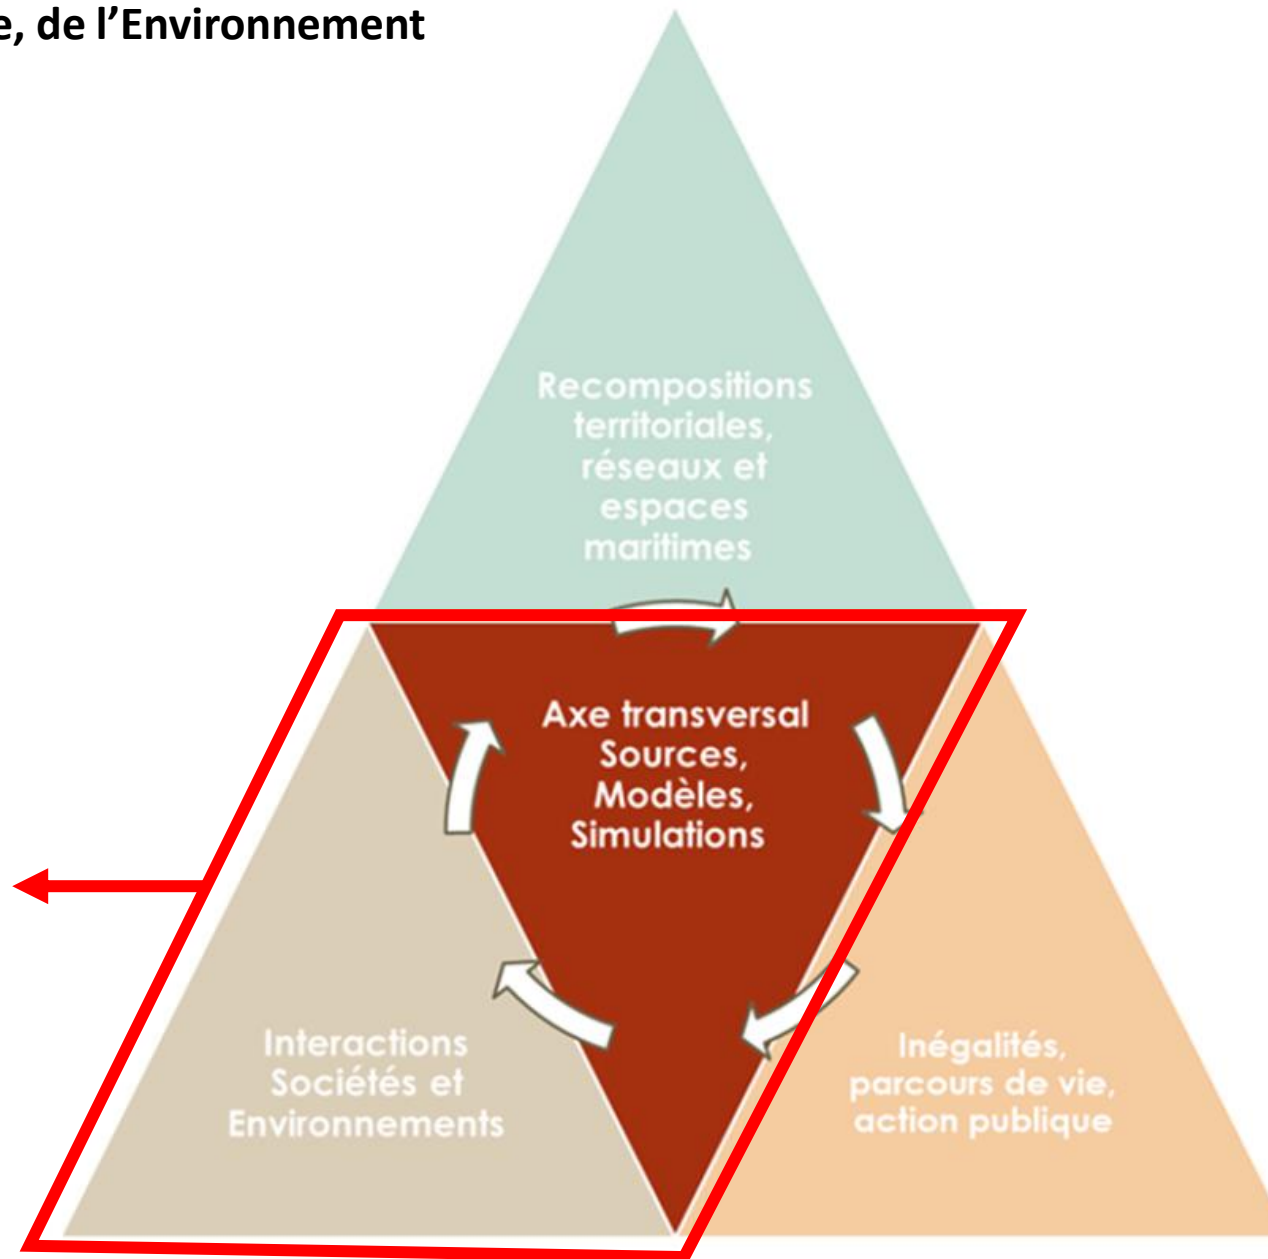 e, de l’Environnement
Recompositions
territoriales,
réseaux et
espaces
maritimes
Axe transversal
Sources,
Modèles,
Simulations
Interactions
Sociétés et
Environnements
Inégalités,
parcours de vie,
action publique